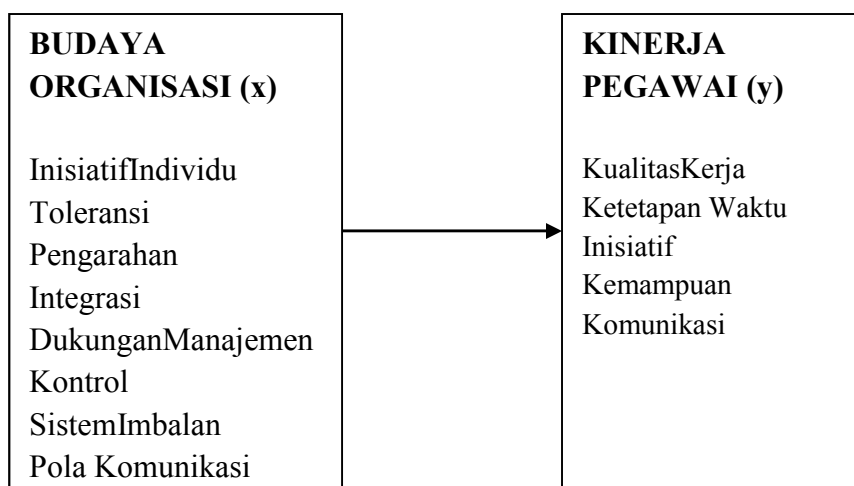 BUDAYA
ORGANISASI (x)
InisiatifIndividu
Toleransi
Pengarahan
Integrasi
DukunganManajemen
Kontrol
SistemImbalan
Pola Komunikasi
KINERJA
PEGAWAI (y)
KualitasKerja
Ketetapan Waktu
Inisiatif
Kemampuan
Komunikasi